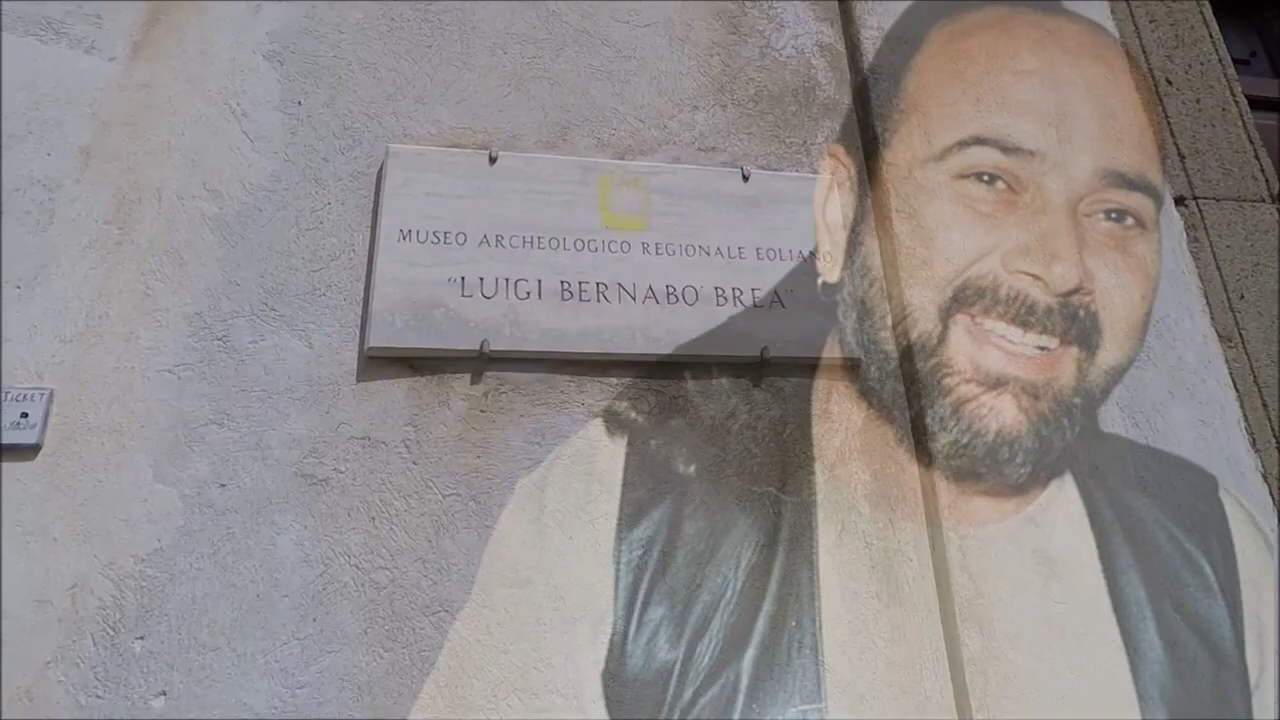 MUSEO ARCHEOLOGICO REGIONALE EOLIANO
"LUIGI BERNABO' BREA"
TICKET